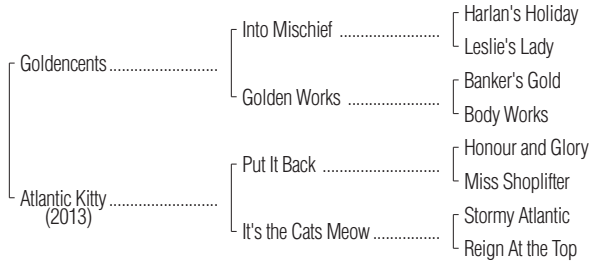 Harlan's Holiday
Into Mischief ....................
Leslie's Lady
Goldencents ......................
Banker's Gold
Golden Works ...................
Body Works
Honour and Glory
Put It Back ........................
Miss Shoplifter
Atlantic Kitty ......................
(2013)
Stormy Atlantic
It's the Cats Meow ..............
Reign At the Top